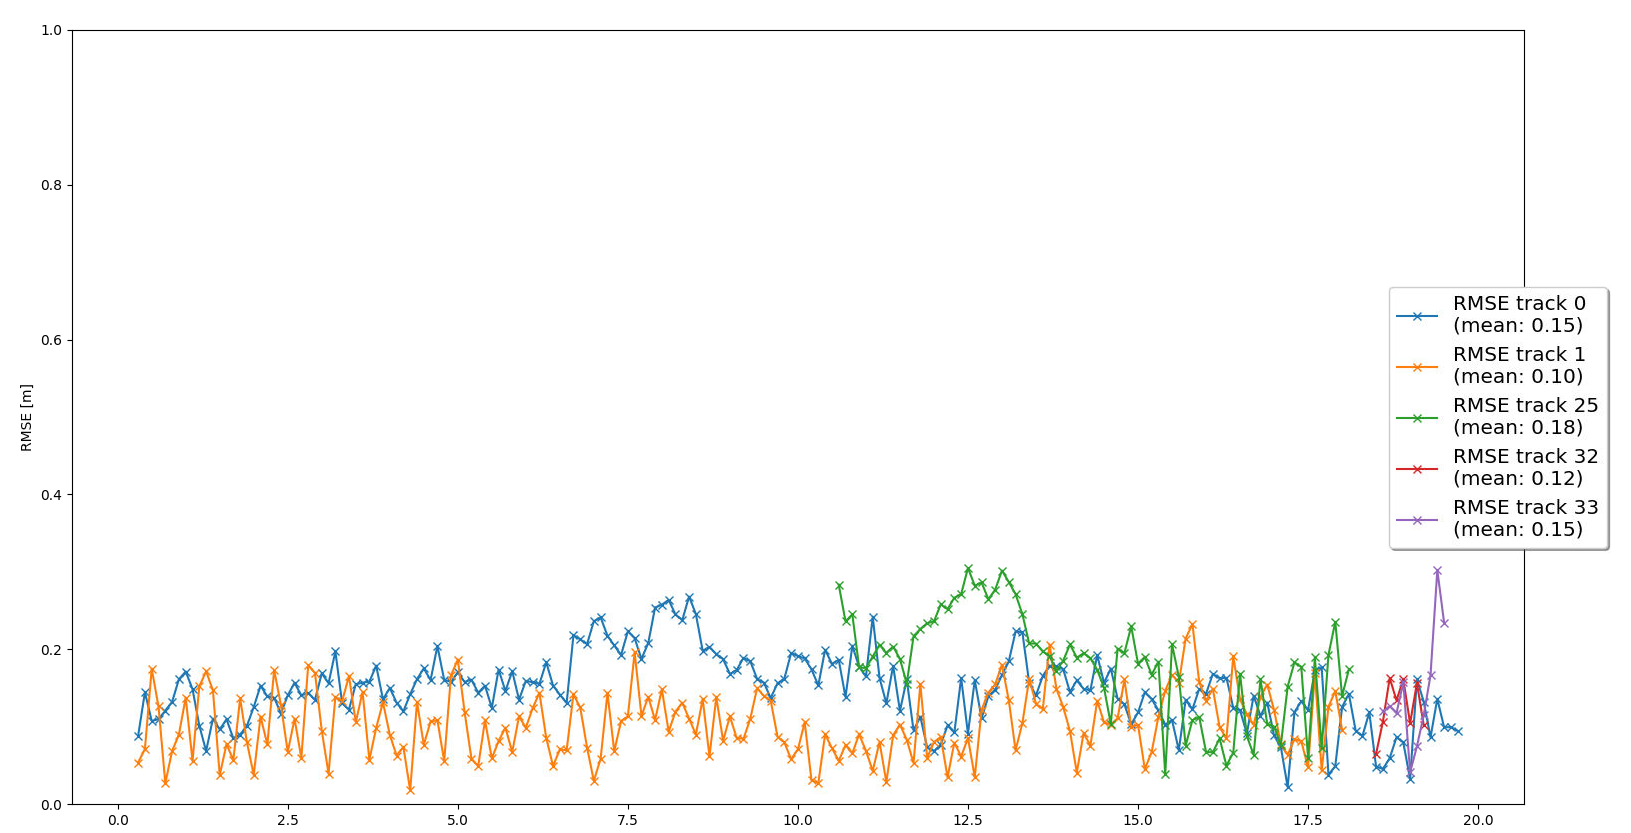 1.0
0.8
0.6
0.4
0.2
0.0
RMSE [m]
0.0 2.5 5.0 7.5 10.0 12.5 15.0 17.5 20.0
RMSE track 0
(mean: 0.15)
RMSE track 1
(mean: 0.10)
RMSE track 25
(mean: 0.18)
RMSE track 32
(mean: 0.12)
RMSE track 33
(mean: 0.15)